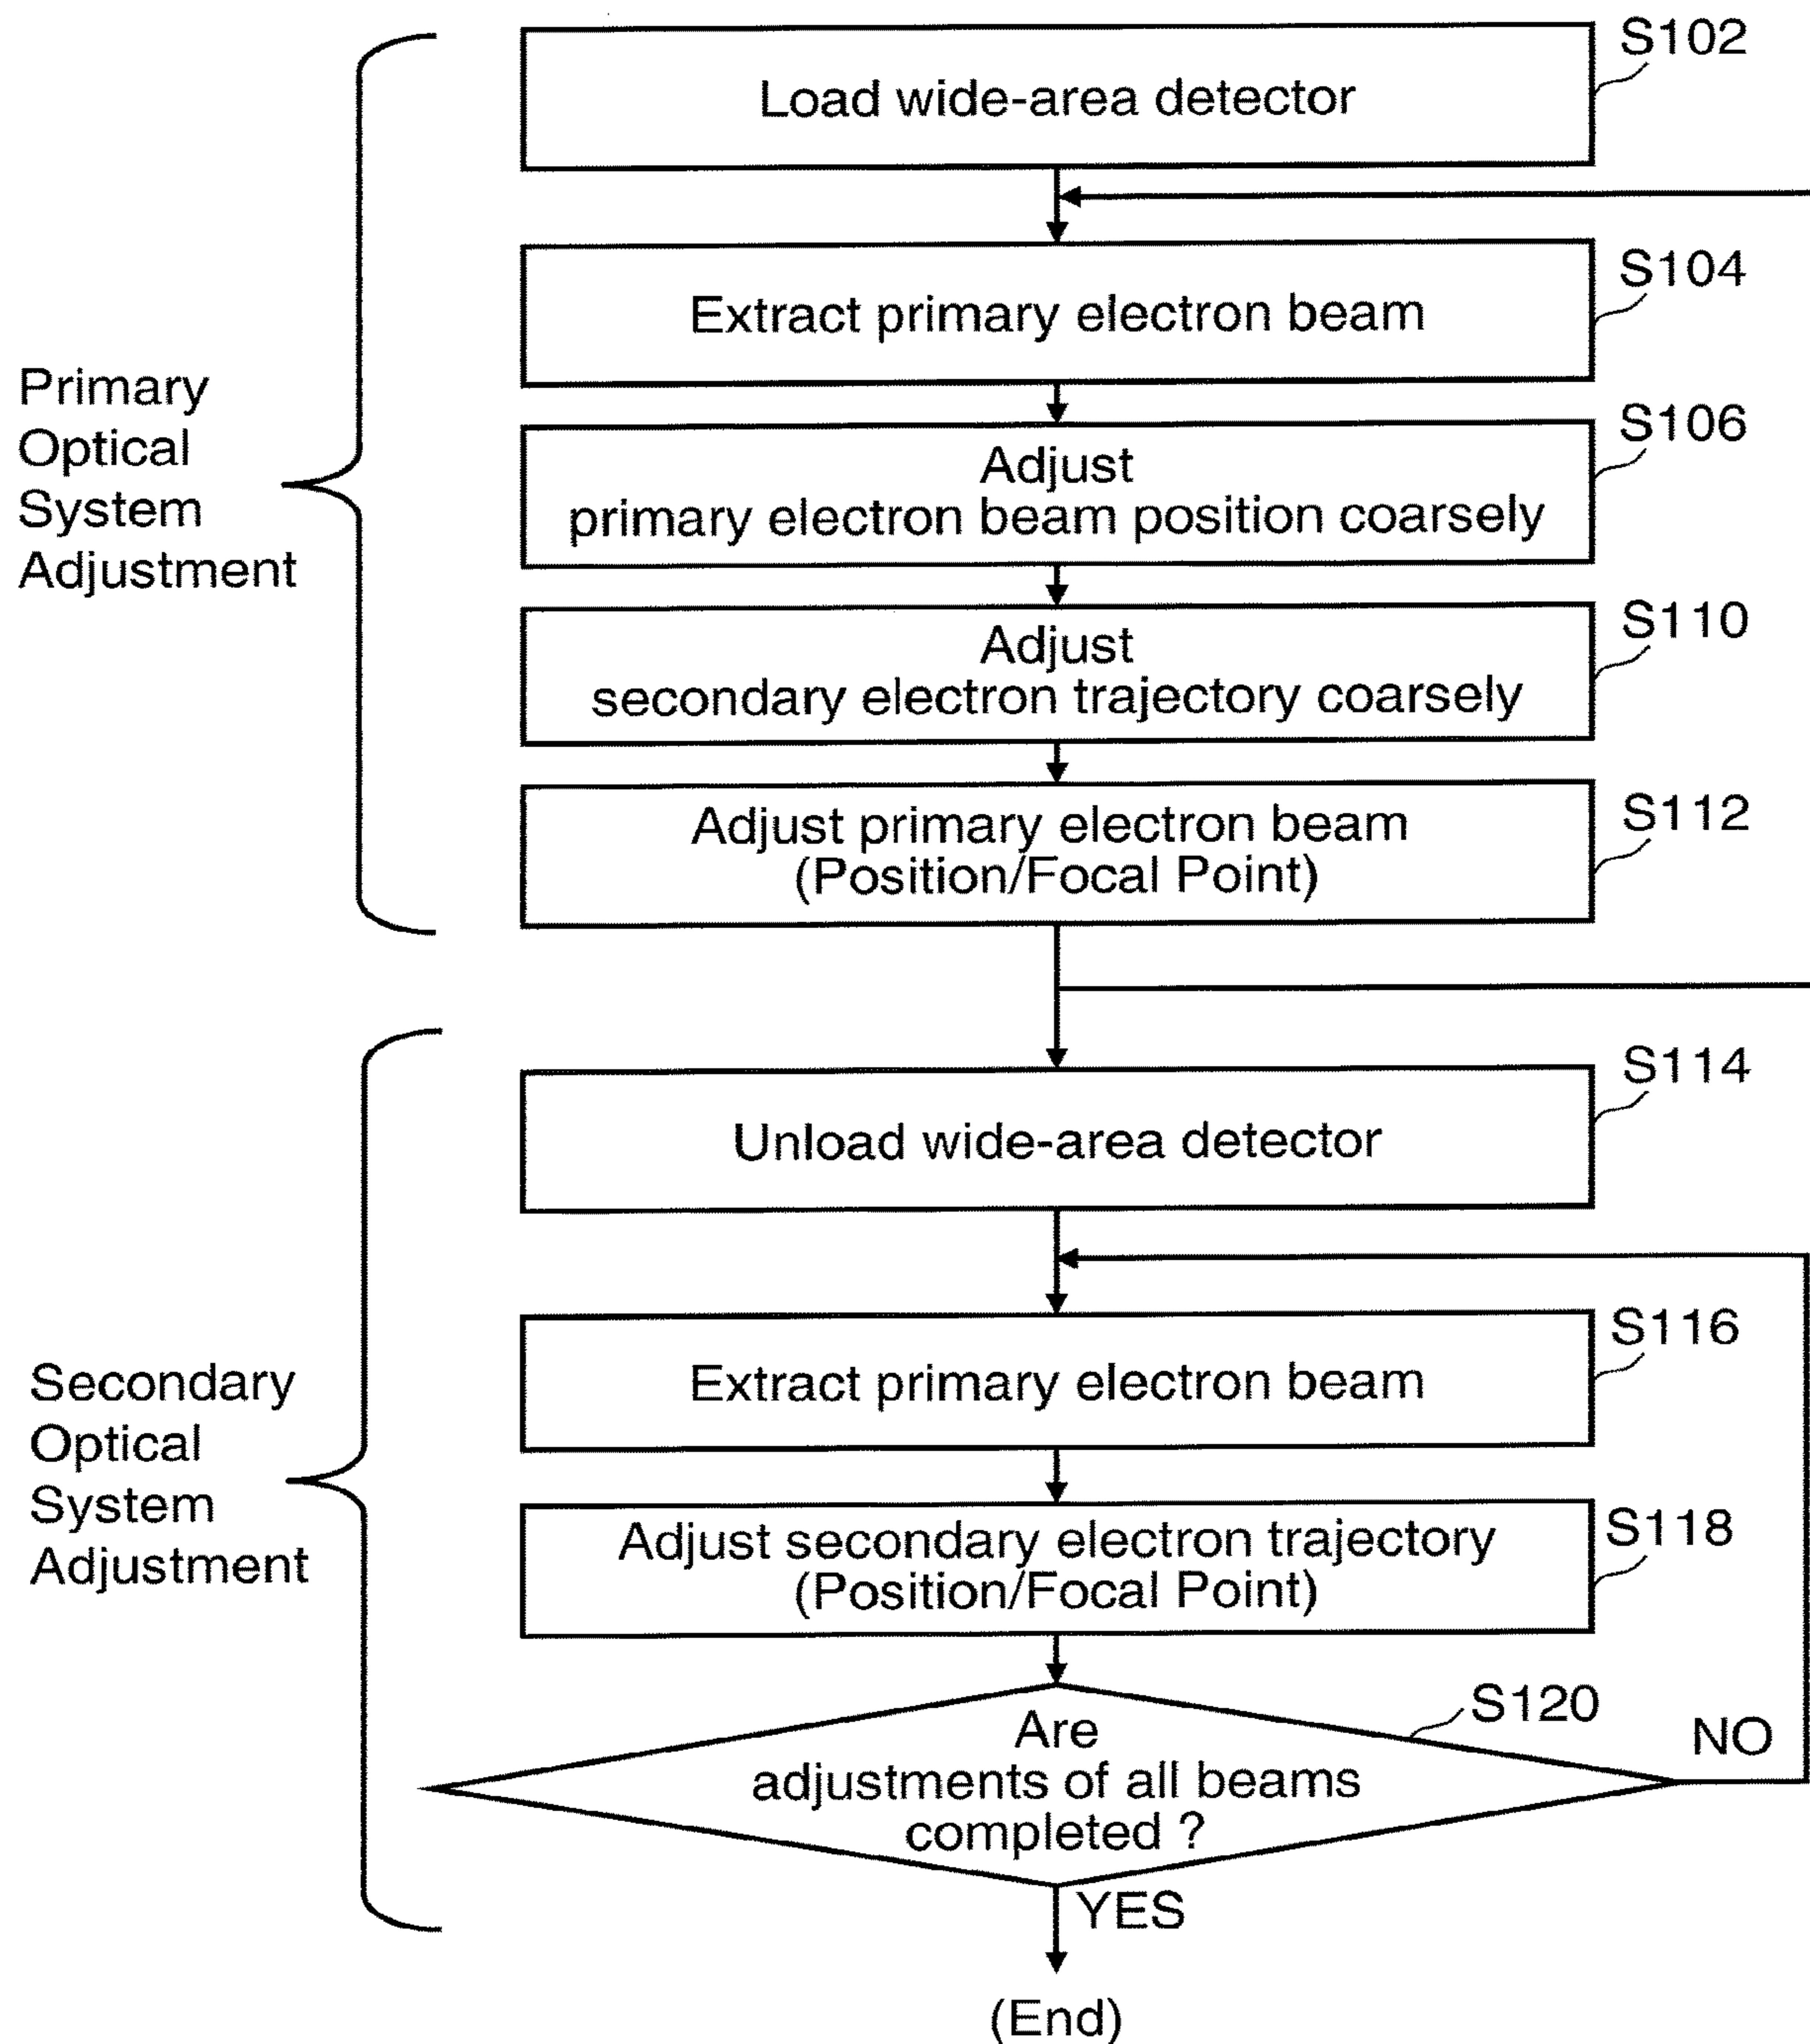 S102
Load wide-area detector
S104
Extract primary electron beam
Primary
Optical
System
Adjustment
S106
Adjust
primary electron beam position coarsely
S110
Adjust
secondary electron trajectory coarsely
S112
Adjust primary electron beam
(Position/Focal Point)
S114
Unload wide-area detector
S116
Extract primary electron beam
Secondary
Optical
System
Adjustment
S118
Adjust secondary electron trajectory
(Position/Focal Point)
S120
Are
adjustments of all beams
completed ?
NO
YES
(End)